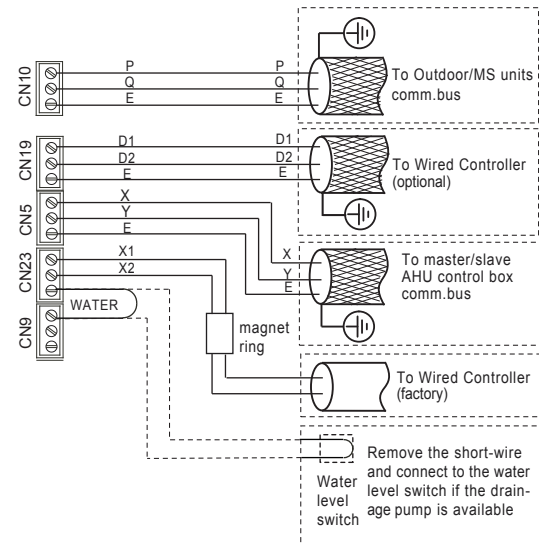 CN10
P
Q
E
P
Q
E
To Outdoor/MS units
comm.bus
CN19
D1
D2
E
D1
D2
E
To Wired Controller
(optional)
CN5
X
Y
E
X
Y
E
To master/slave
AHU control box
comm.bus
CN23
X1
X2
WATER
CN9
magnet
ring
To Wired Controller
(factory)
Water
level
switch
Remove the short-wire
and connect to the water
level switch if the drain-
age pump is available